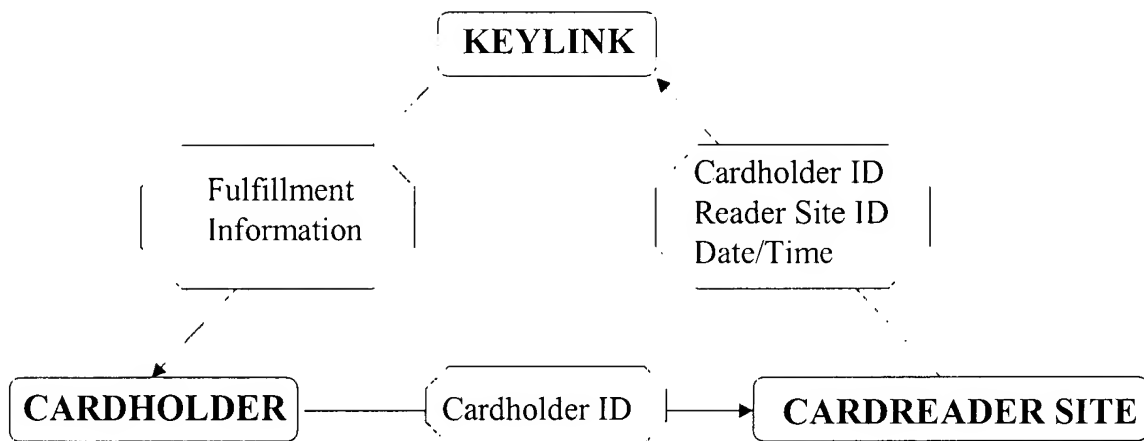 KEYLINK
Fulfillment
Information
Cardholder ID
Reader Site ID
Date/Time
CARDHOLDER
Cardholder ID
CARDREADER SITE